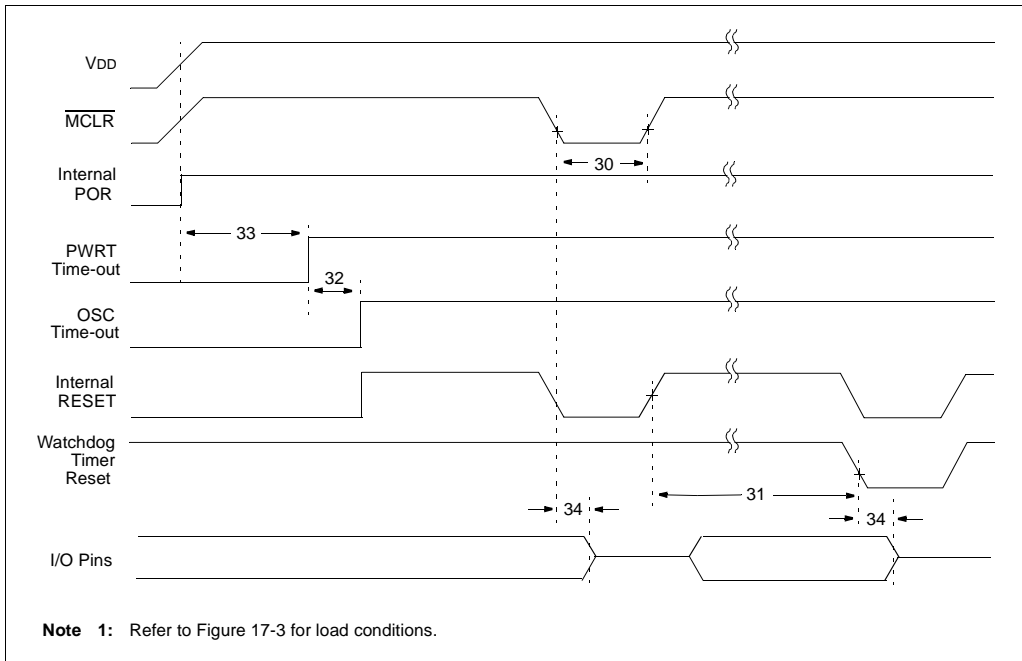 VDD
MCLR
Internal
POR
30
33
PWRT
Time-out
32
OSC
Time-out
Internal
RESET
Watchdog
Timer
Reset
31
34
34
I/O Pins
Note 1: Refer to Figure 17-3 for load conditions.